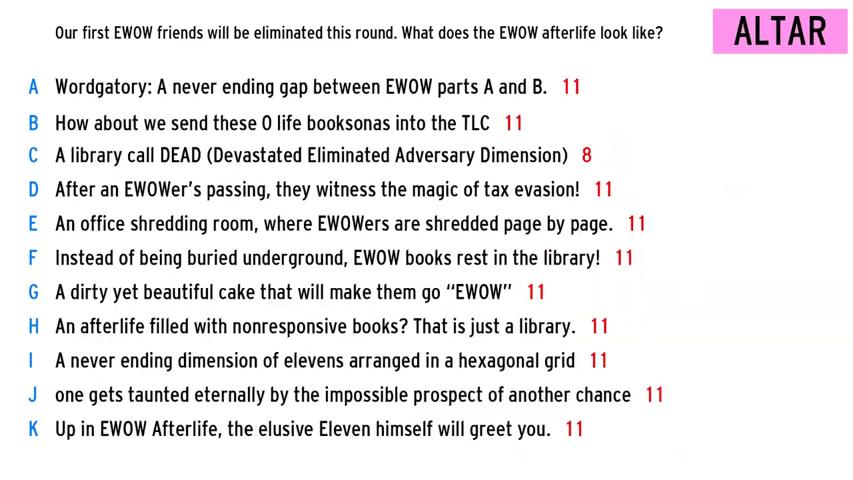 Our first EWOW friends will be eliminated this round. What does the EWOW afterlife look like?
ALTAR
A Wordgatory: A never ending gap between EWOW parts A and B. 11
B How about we send these 0 life booksonas into the TLC 11
C A library call DEAD (Devastated Eliminated Adversary Dimension) 8
D After an EWOWer's passing, they witness the magic of tax evasion! 11
E An office shredding room, where EWOWers are shredded page by page. 11
F Instead of being buried underground, EWOW books rest in the library! 11
G A dirty yet beautiful cake that will make them go “EWOW” 11
H An afterlife filled with nonresponsive books? That is just a library. 11
I A never ending dimension of elevens arranged in a hexagonal grid 11
J one gets taunted eternally by the impossible prospect of another chance 11
K Up in EWOW Afterlife, the elusive Eleven himself will greet you. 11